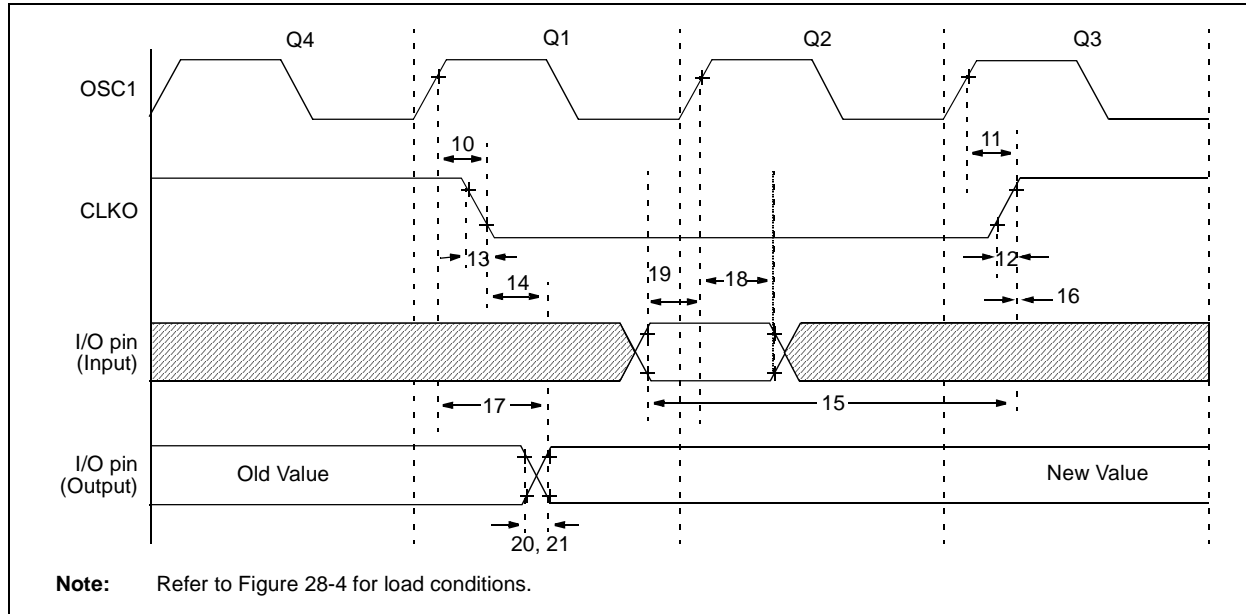 Q4 Q1 Q2 Q3
OSC1
10 11
CLKO
13 12
14 19 18 16
I/O pin
(Input)
17 15
I/O pin
(Output)
Old Value New Value
20, 21
Note: Refer to Figure 28-4 for load conditions.